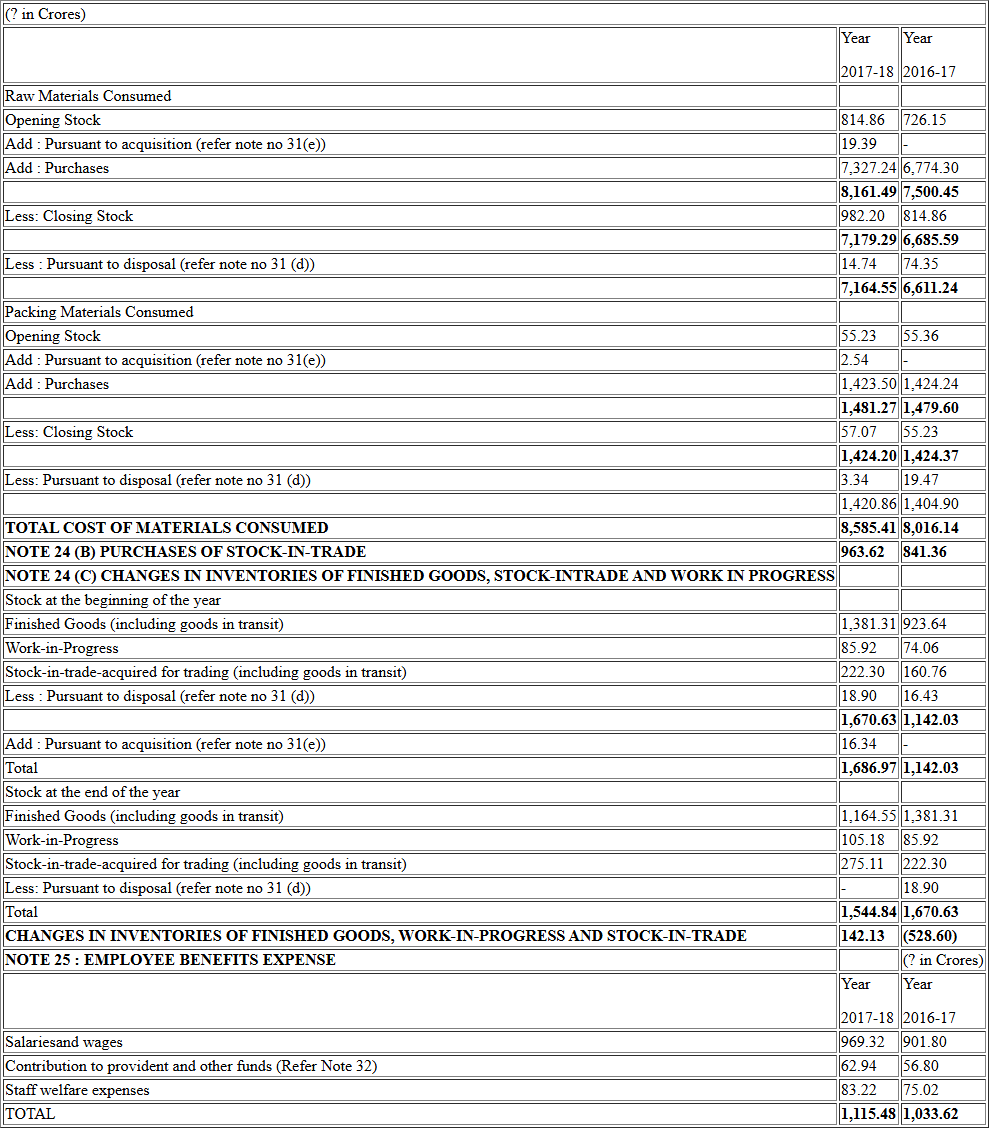 (? in Crores)
Year Year
2017-18 2016-17
Raw Materials Consumed
Opening Stock 814.86 726.15
Add : Pursuant to acquisition (refer note no 31(e)) 19.39 -
Add : Purchases 7,327.24 6,774.30
8,161.49 7,500.45
Less: Closing Stock 982.20 814.86
7,179.29 6,685.59
Less : Pursuant to disposal (refer note no 31 (d)) 14.74 74.35
7,164.55 6,611.24
Packing Materials Consumed
Opening Stock 55.23 55.36
Add : Pursuant to acquisition (refer note no 31(e)) 2.54 -
Add : Purchases 1,423.50 1,424.24
1,481.27 1,479.60
Less: Closing Stock 57.07 55.23
1,424.20 1,424.37
Less: Pursuant to disposal (refer note no 31 (d)) 3.34 19.47
1,420.86 1,404.90
TOTAL COST OF MATERIALS CONSUMED 8,585.41 8,016.14
NOTE 24 (B) PURCHASES OF STOCK-IN-TRADE 963.62 841.36
NOTE 24 (C) CHANGES IN INVENTORIES OF FINISHED GOODS, STOCK-INTRADE AND WORK IN PROGRESS
Stock at the beginning of the year
Finished Goods (including goods in transit) 1,381.31 923.64
Work-in-Progress 85.92 74.06
Stock-in-trade-acquired for trading (including goods in transit) 222.30 160.76
Less : Pursuant to disposal (refer note no 31 (d)) 18.90 16.43
1,670.63 1,142.03
Add : Pursuant to acquisition (refer note no 31(e)) 16.34 -
Total 1,686.97 1,142.03
Stock at the end of the year
Finished Goods (including goods in transit) 1,164.55 1,381.31
Work-in-Progress 105.18 85.92
Stock-in-trade-acquired for trading (including goods in transit) 275.11 222.30
Less: Pursuant to disposal (refer note no 31 (d)) - 18.90
Total 1,544.84 1,670.63
CHANGES IN INVENTORIES OF FINISHED GOODS, WORK-IN-PROGRESS AND STOCK-IN-TRADE 142.13 (528.60)
NOTE 25 : EMPLOYEE BENEFITS EXPENSE (? in Crores)
Year Year
2017-18 2016-17
Salariesand wages 969.32 901.80
Contribution to provident and other funds (Refer Note 32) 62.94 56.80
Staff welfare expenses 83.22 75.02
TOTAL 1,115.48 1,033.62